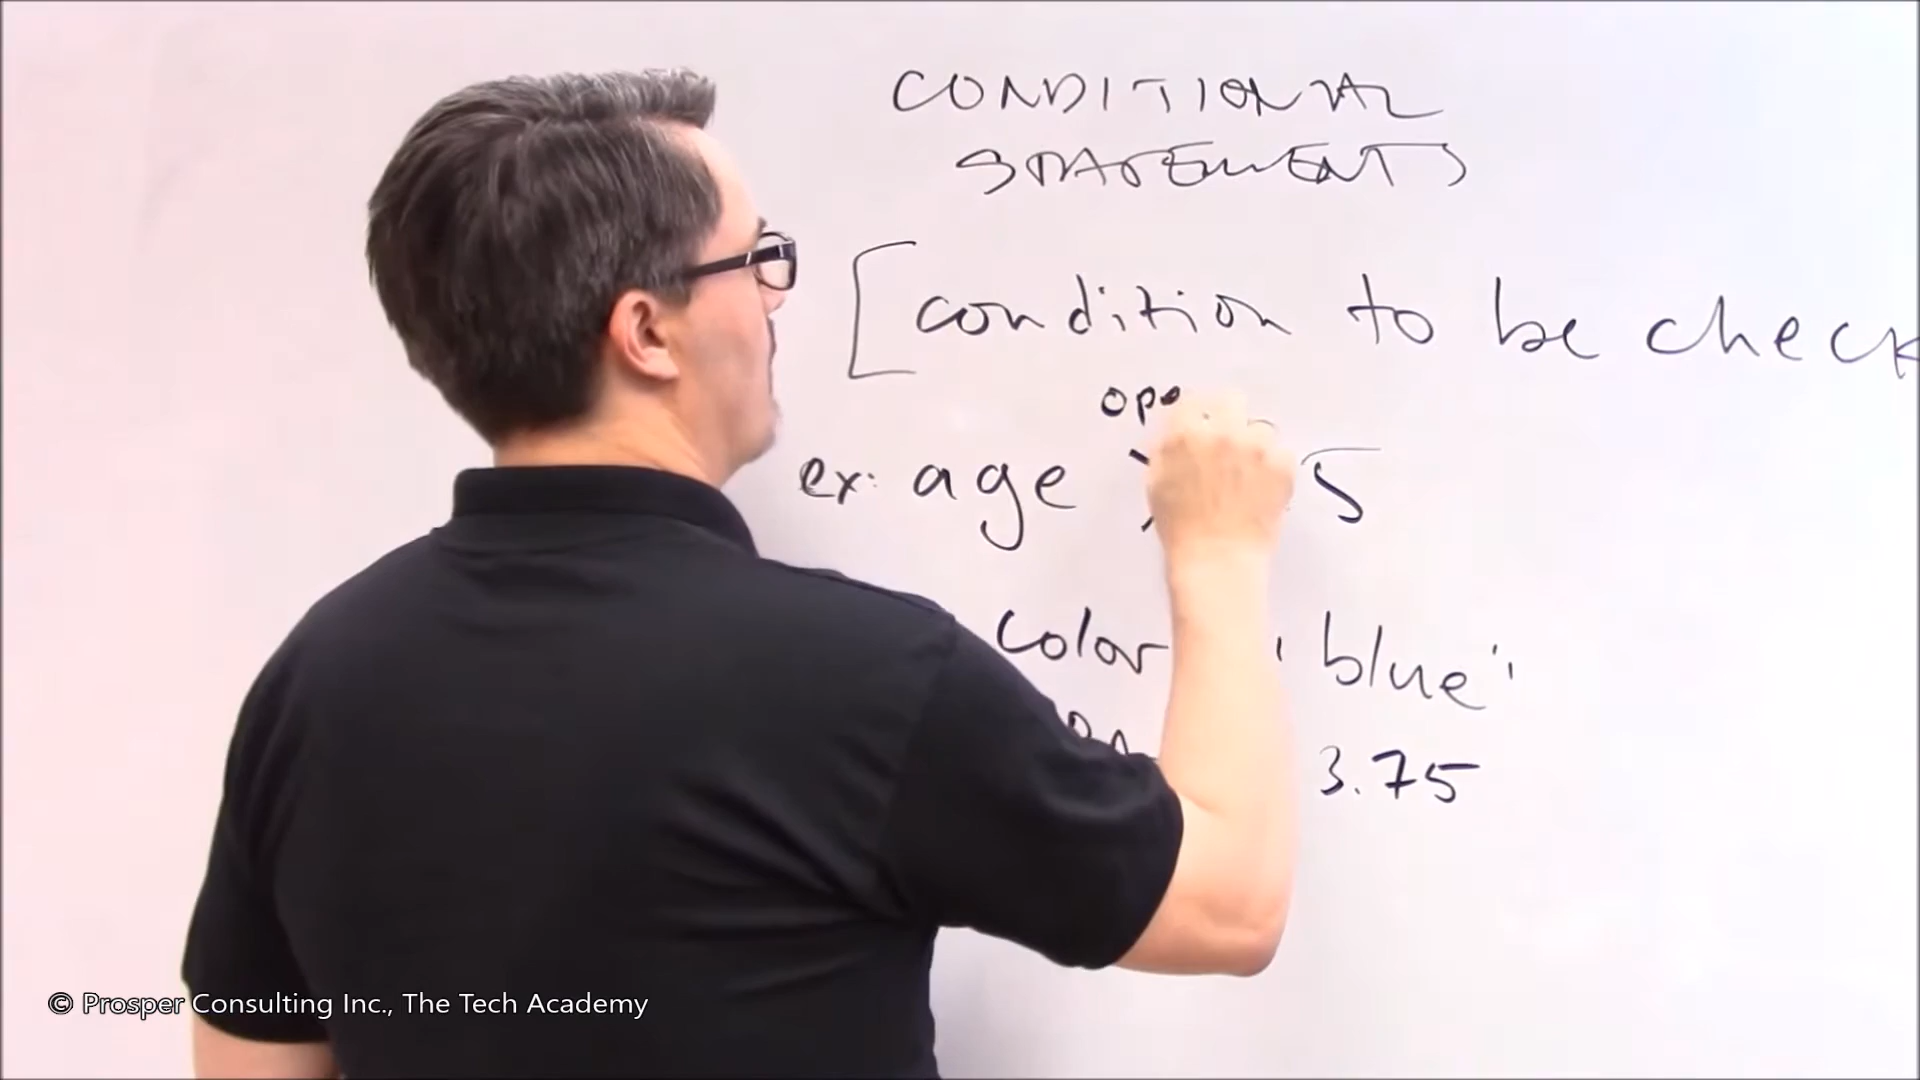 CONDITIONAL
STATEMENTS
[condition to be check
ope
ex: age > 5
color ' blue'
3.75
© Prosper Consulting Inc., The Tech Academy